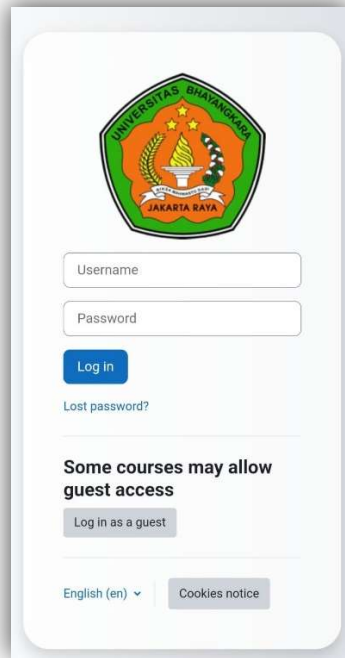 UNIVERSITAS BHAYANGKARA
JAKARTA RAYA
Username
Password
Log in
Lost password?
Some courses may allow
guest access
Log in as a guest
English (en)
Cookies notice